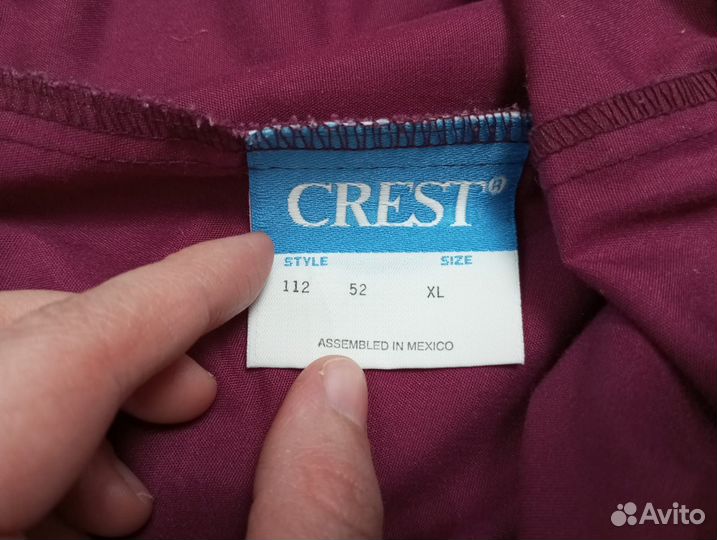 CREST®
STYLE SIZE
112 52 XL
ASSEMBLED IN MEXICO
Avito